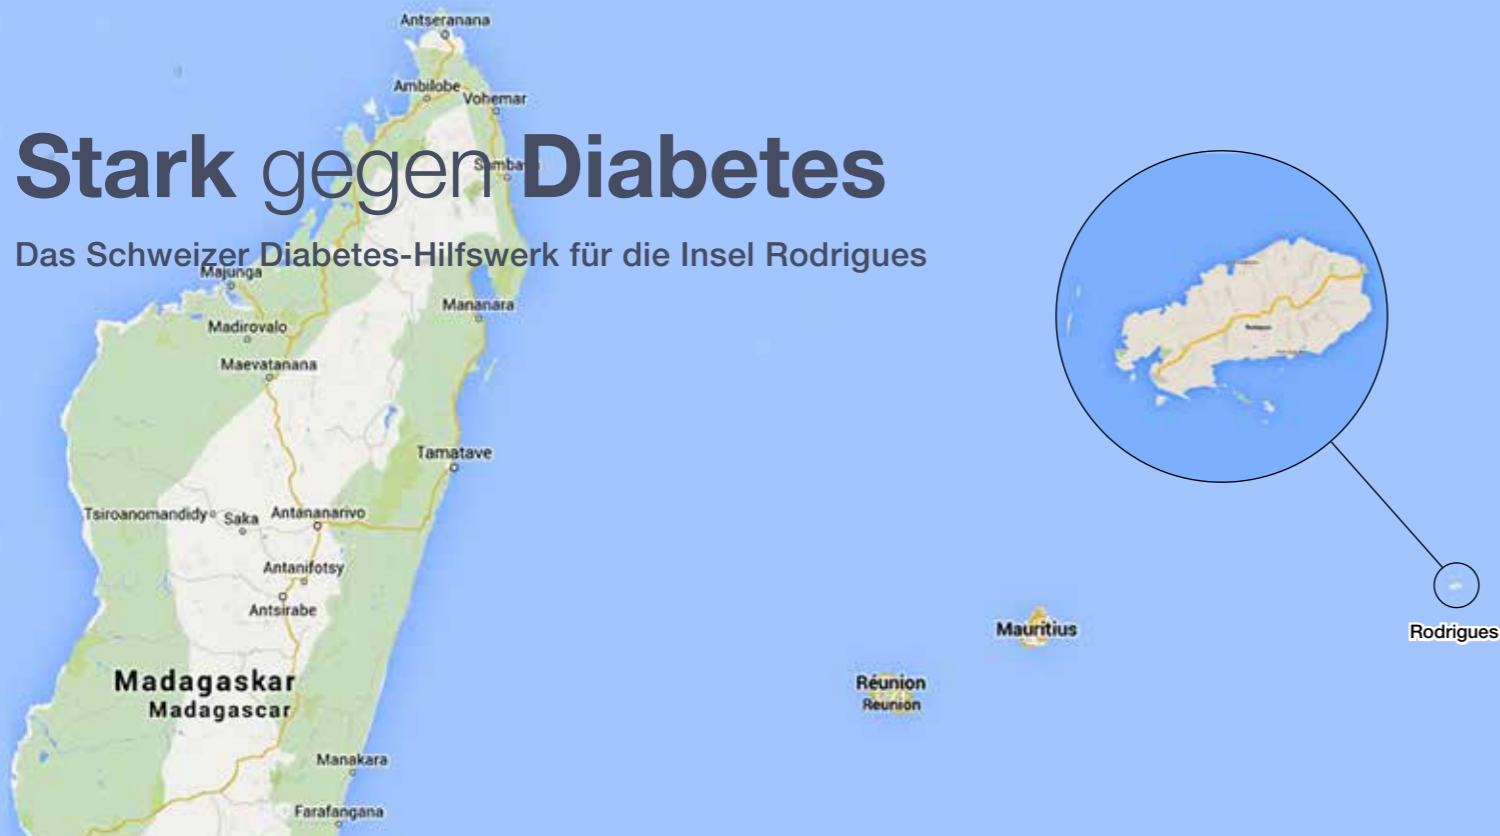 Antseranana
Ambilobe
Vohemar
Stark gegen Diabetes
Das Schweizer Diabetes-Hilfswerk für die Insel Rodrigues
Majunga
Mananara
Madirovalo
Maevatanana
Tamatave
Tsiroanomandidy
Saka
Antananarivo
Antanifotsy
Antsirabe
Mauritius
Rodrigues
Madagaskar
Madagascar
Réunion
Reunion
Manakara
Farafangana